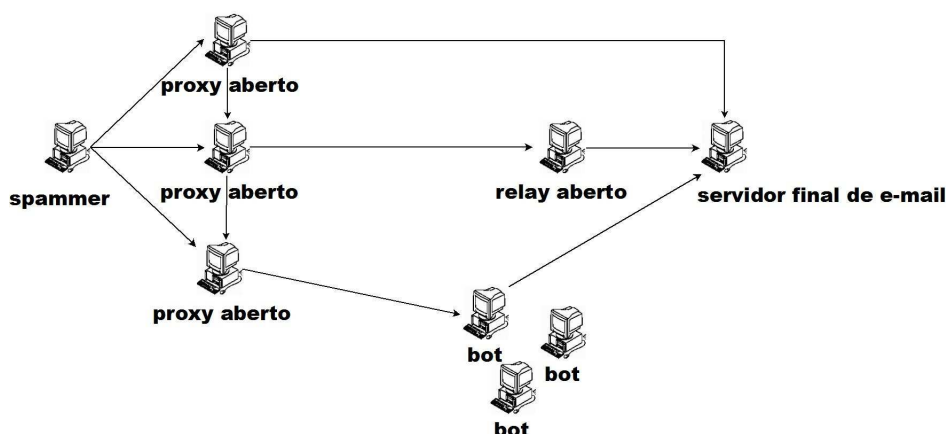 proxy aberto
spammer
proxy aberto
relay aberto
servidor final de e-mail
proxy aberto
bot
bot
bot